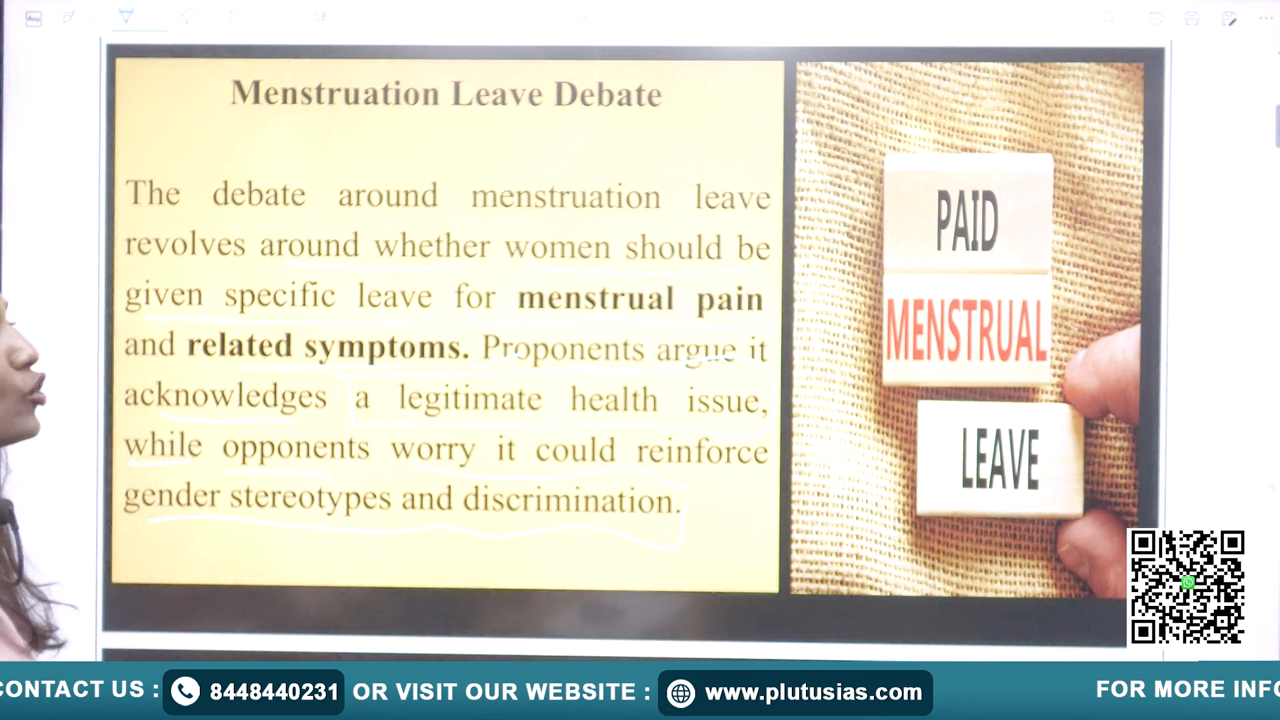 Menstruation Leave Debate
The debate around menstruation leave
revolves around whether women should be
given specific leave for menstrual pain
and related symptoms. Proponents argue it
acknowledges a legitimate health issue,
while opponents worry it could reinforce
gender stereotypes and discrimination.
PAID
MENSTRUAL
LEAVE
CONTACT US : 8448440231 OR VISIT OUR WEBSITE : www.plutusias.com
FOR MORE INFO